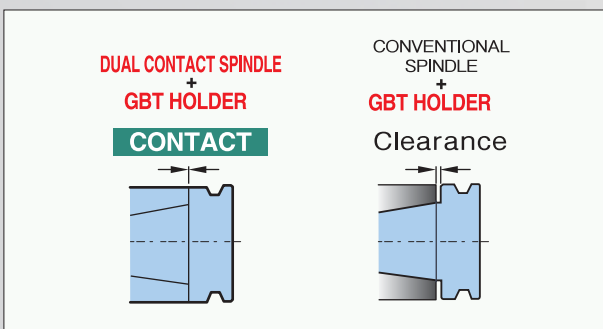 DUAL CONTACT SPINDLE
+
GBT HOLDER
CONTACT
CONVENTIONAL
SPINDLE
+
GBT HOLDER
Clearance